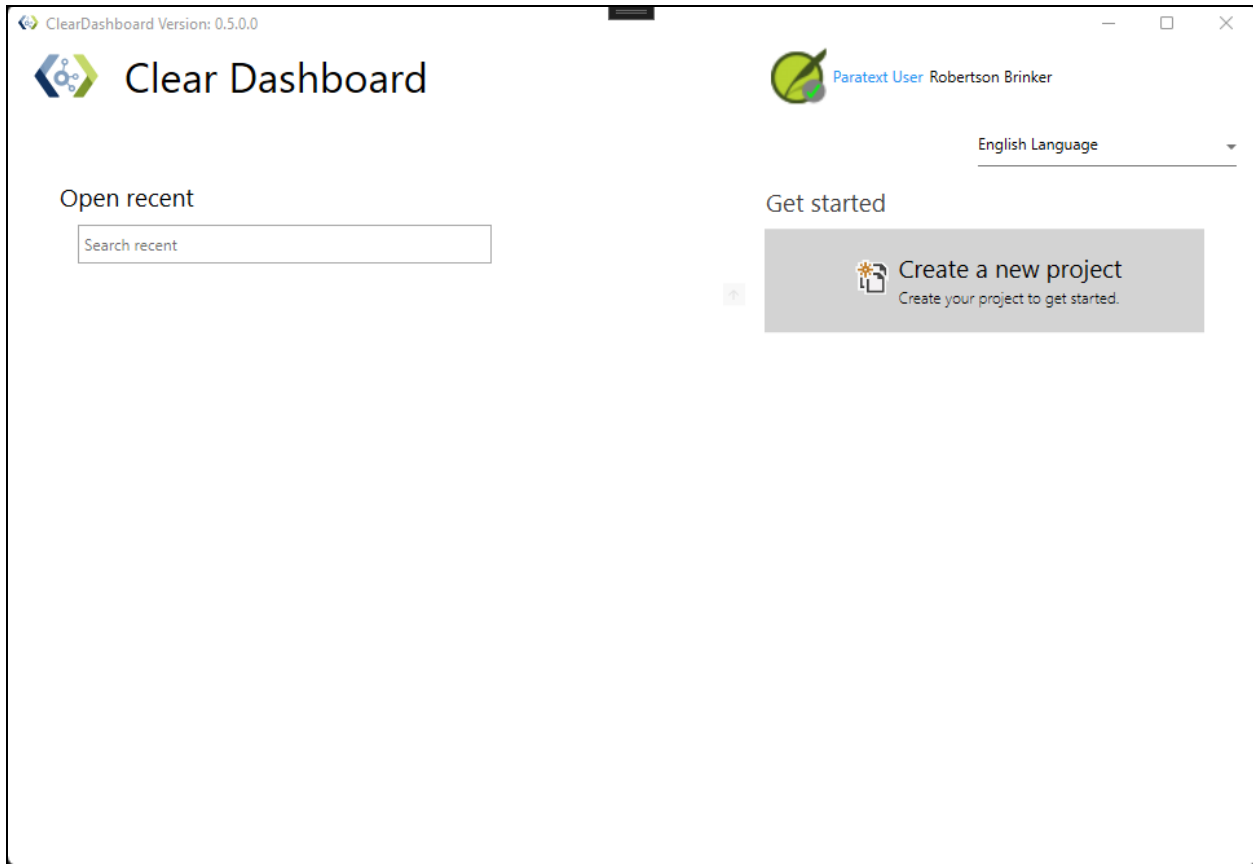 ClearDashboard Version: 0.5.0.0
Clear Dashboard
Paratext User Robertson Brinker
English Language
Open recent
Search recent
Get started
Create a new project
Create your project to get started.